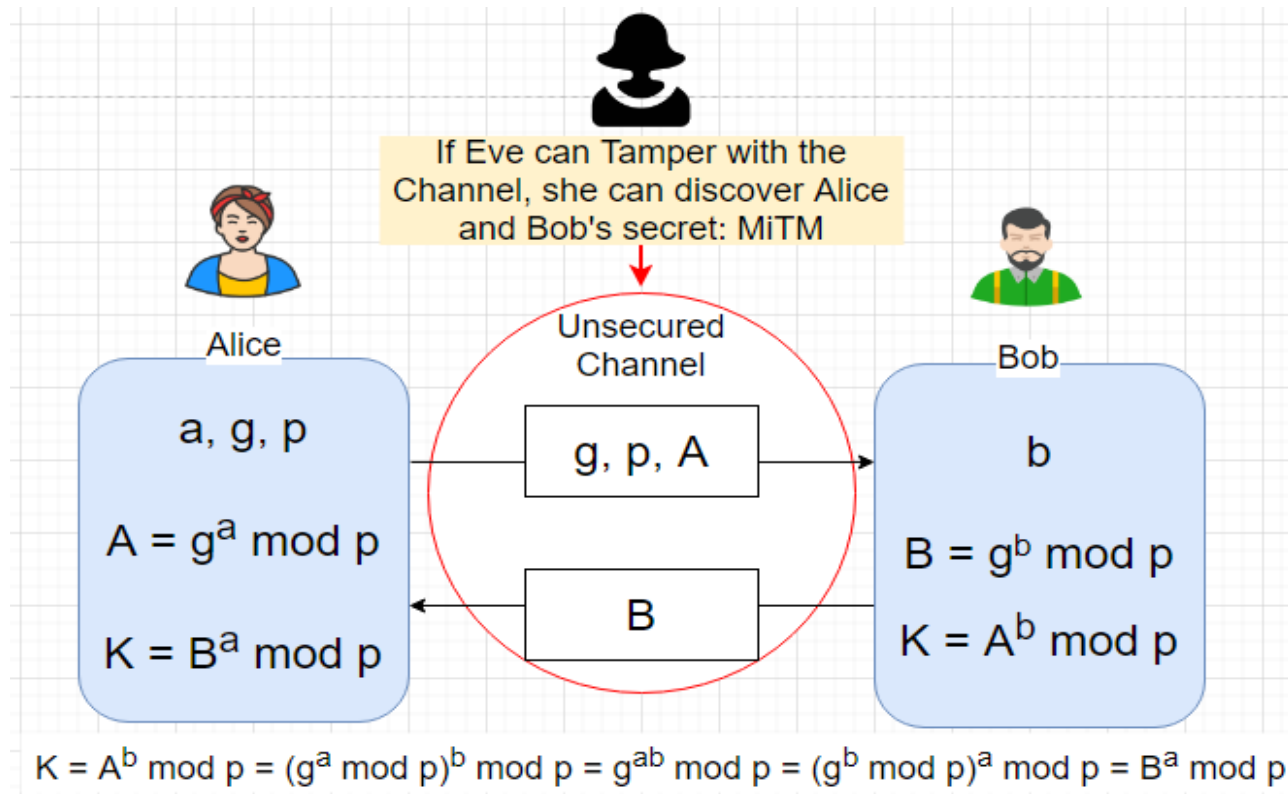 If Eve can Tamper with the
Channel, she can discover Alice
and Bob's secret: MiTM
Alice
Unsecured
Channel
Bob
a, g, p
g, p, A
b
A = gᵃ mod p
B = gᵇ mod p
B
K = Bᵃ mod p
K = Aᵇ mod p
K = Aᵇ mod p = (gᵃ mod p)ᵇ mod p = gᵃᵇ mod p = (gᵇ mod p)ᵃ mod p = Bᵃ mod p